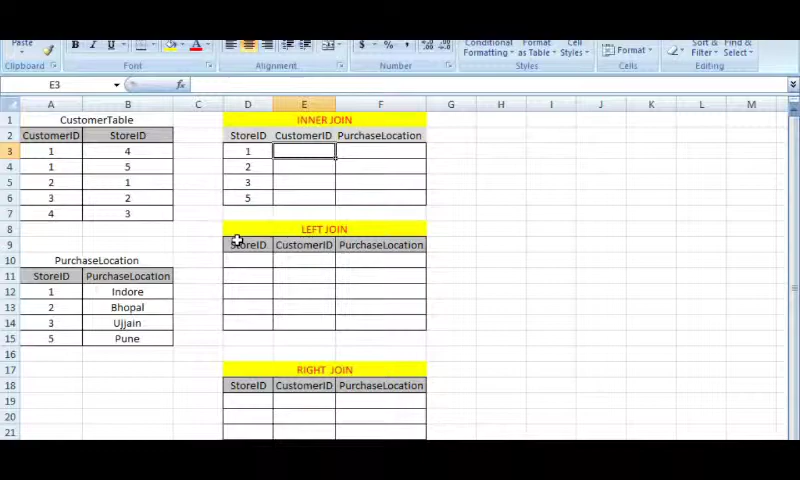 Paste
B I U
Conditional Format Cell
Formatting as Table Styles
Format
Sort & Find &
Filter Select
Clipboard Font Alignment Number Styles Cells Editing
E3 fx
A B C D E F G H I J K L M
1 CustomerTable INNER JOIN
2 CustomerID StoreID StoreID CustomerID PurchaseLocation
3 1 4 1
4 1 5 2
5 2 1 3
6 3 2 5
7 4 3
8 LEFT JOIN
9 StoreID CustomerID PurchaseLocation
10 PurchaseLocation
11 StoreID PurchaseLocation
12 1 Indore
13 2 Bhopal
14 3 Ujjain
15 5 Pune
16
17 RIGHT JOIN
18 StoreID CustomerID PurchaseLocation
19
20
21